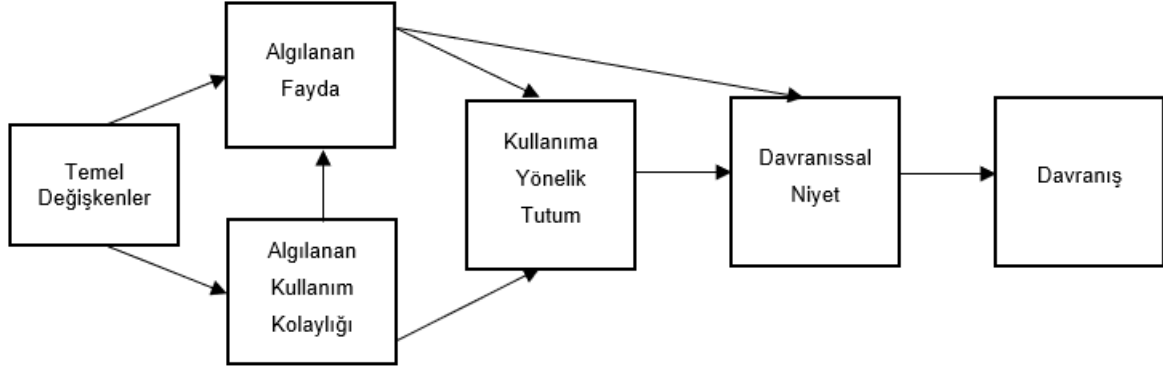 Algılanan
Fayda
Temel
Değişkenler
Algılanan
Kullanım
Kolaylığı
Kullanıma
Yönelik
Tutum
Davranıssal
Niyet
Davranış